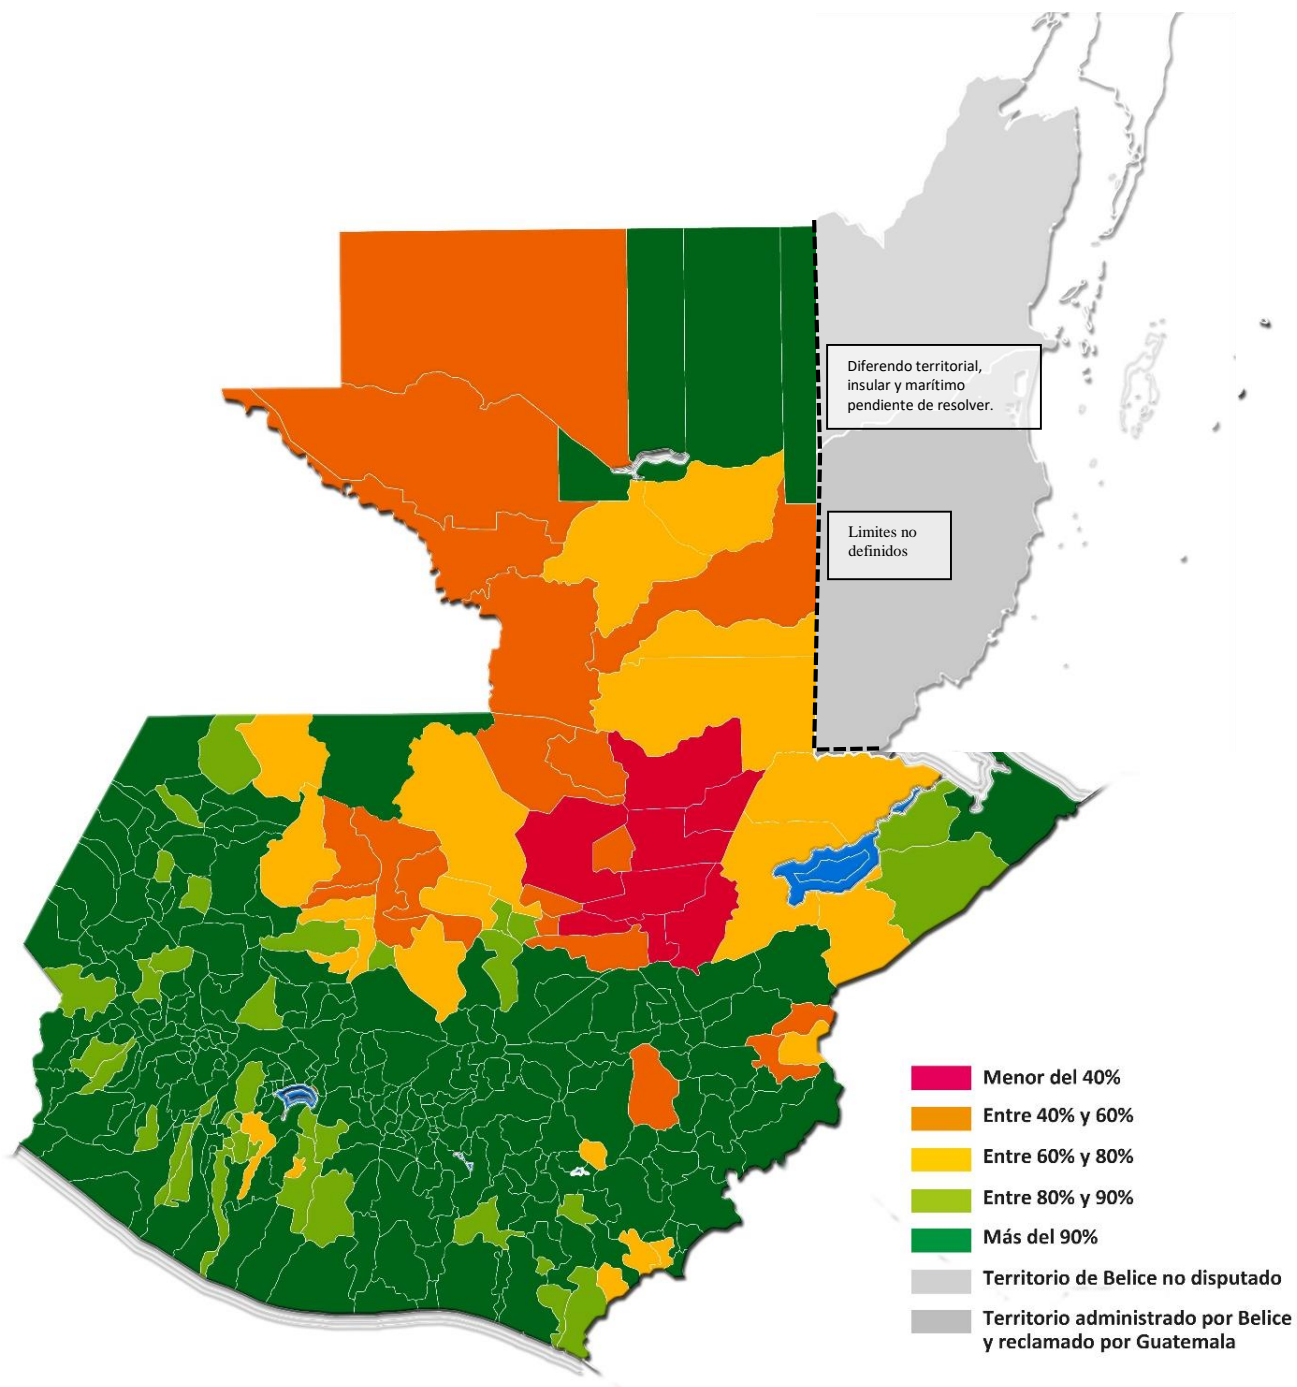 Diferendo territorial,
insular y marítimo
pendiente de resolver.
Limites no
definidos
Menor del 40%
Entre 40% y 60%
Entre 60% y 80%
Entre 80% y 90%
Más del 90%
Territorio de Belice no disputado
Territorio administrado por Belice
y reclamado por Guatemala